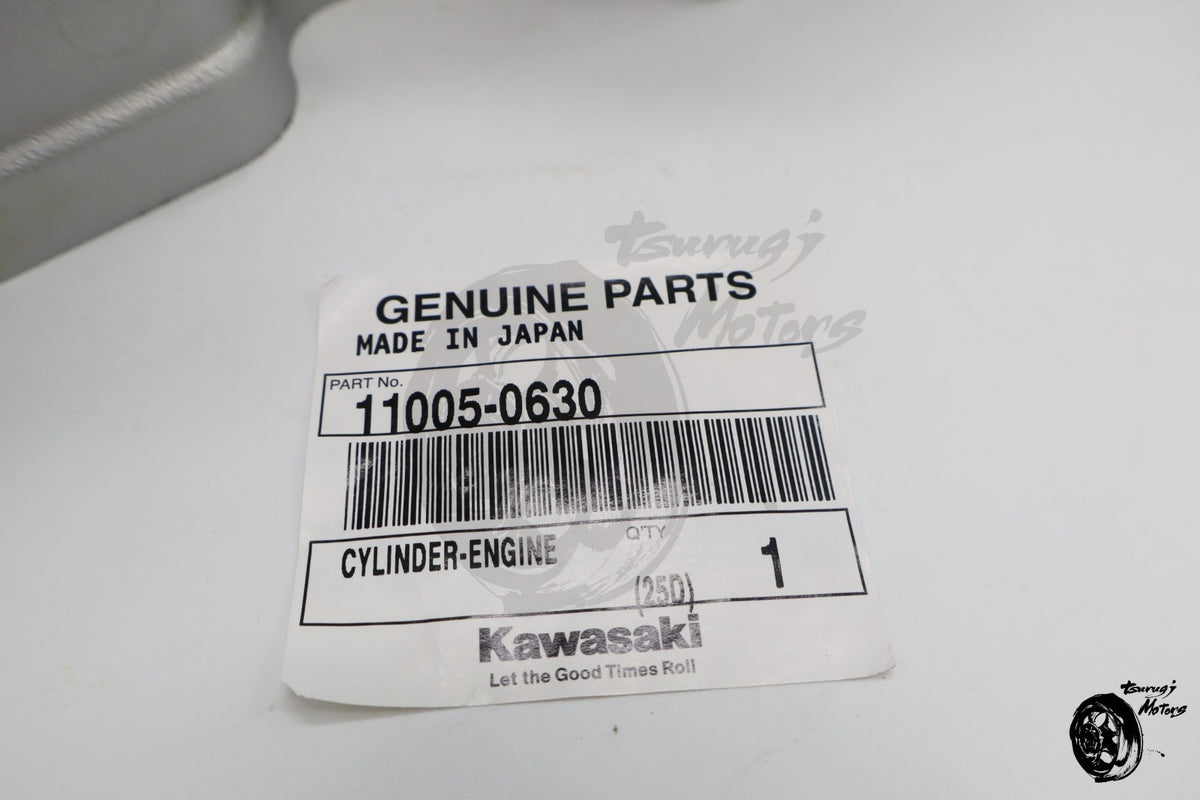 tsurugi
Motors
GENUINE PARTS
MADE IN JAPAN
PART No.
11005-0630
CYLINDER-ENGINE
Q'TY
1
(25D)
Kawasaki
Let the Good Times Roll
tsurugi
Motors